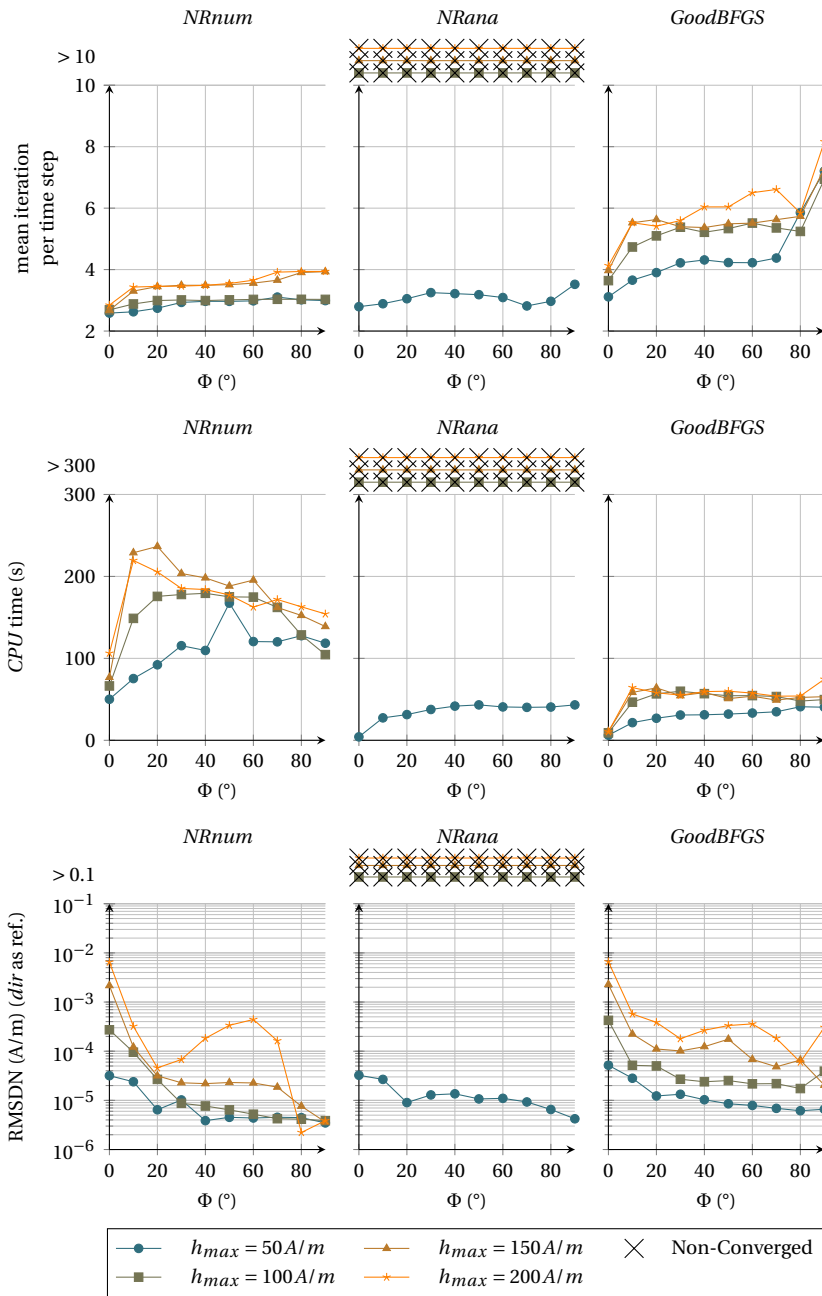 NRnum NRana GoodBFGS
> 10
10
8
6
4
2
mean iteration
per time step
0 20 40 60 80 0 20 40 60 80 0 20 40 60 80
Φ (°) Φ (°) Φ (°)
NRnum NRana GoodBFGS
> 300
300
200
100
0
CPU time (s)
0 20 40 60 80 0 20 40 60 80 0 20 40 60 80
Φ (°) Φ (°) Φ (°)
NRnum NRana GoodBFGS
> 0.1
10⁻¹
10⁻²
10⁻³
10⁻⁴
10⁻⁵
10⁻⁶
RMSDN (A/m) (dir as ref.)
0 20 40 60 80 0 20 40 60 80 0 20 40 60 80
Φ (°) Φ (°) Φ (°)
h_max = 50A/m h_max = 150A/m Non-Converged
h_max = 100A/m h_max = 200A/m